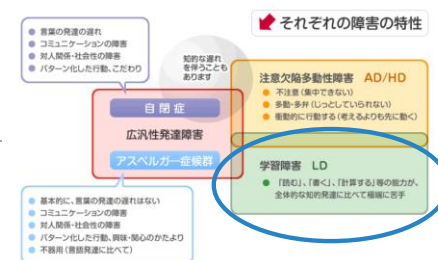 それぞれの障害の特性
● 言葉の発達の遅れ
● コミュニケーションの障害
● 対人関係・社会性の障害
● パターン化した行動、こだわり
知的な遅れ
を伴うことも
あります
自閉症
広汎性発達障害
アスペルガー症候群
● 基本的に、言葉の発達の遅れはない
● コミュニケーションの障害
● 対人関係・社会性の障害
● パターン化した行動、興味・関心のかたより
● 不器用(言語発達に比べて)
注意欠陥多動性障害 AD/HD
● 不注意(集中できない)
● 多動・多弁(じっとしていられない)
● 衝動的に行動する(考えるよりも先に動く)
学習障害 LD
● 「読む」、「書く」、「計算する」等の能力が、
全体的な知的発達に比べて極端に苦手